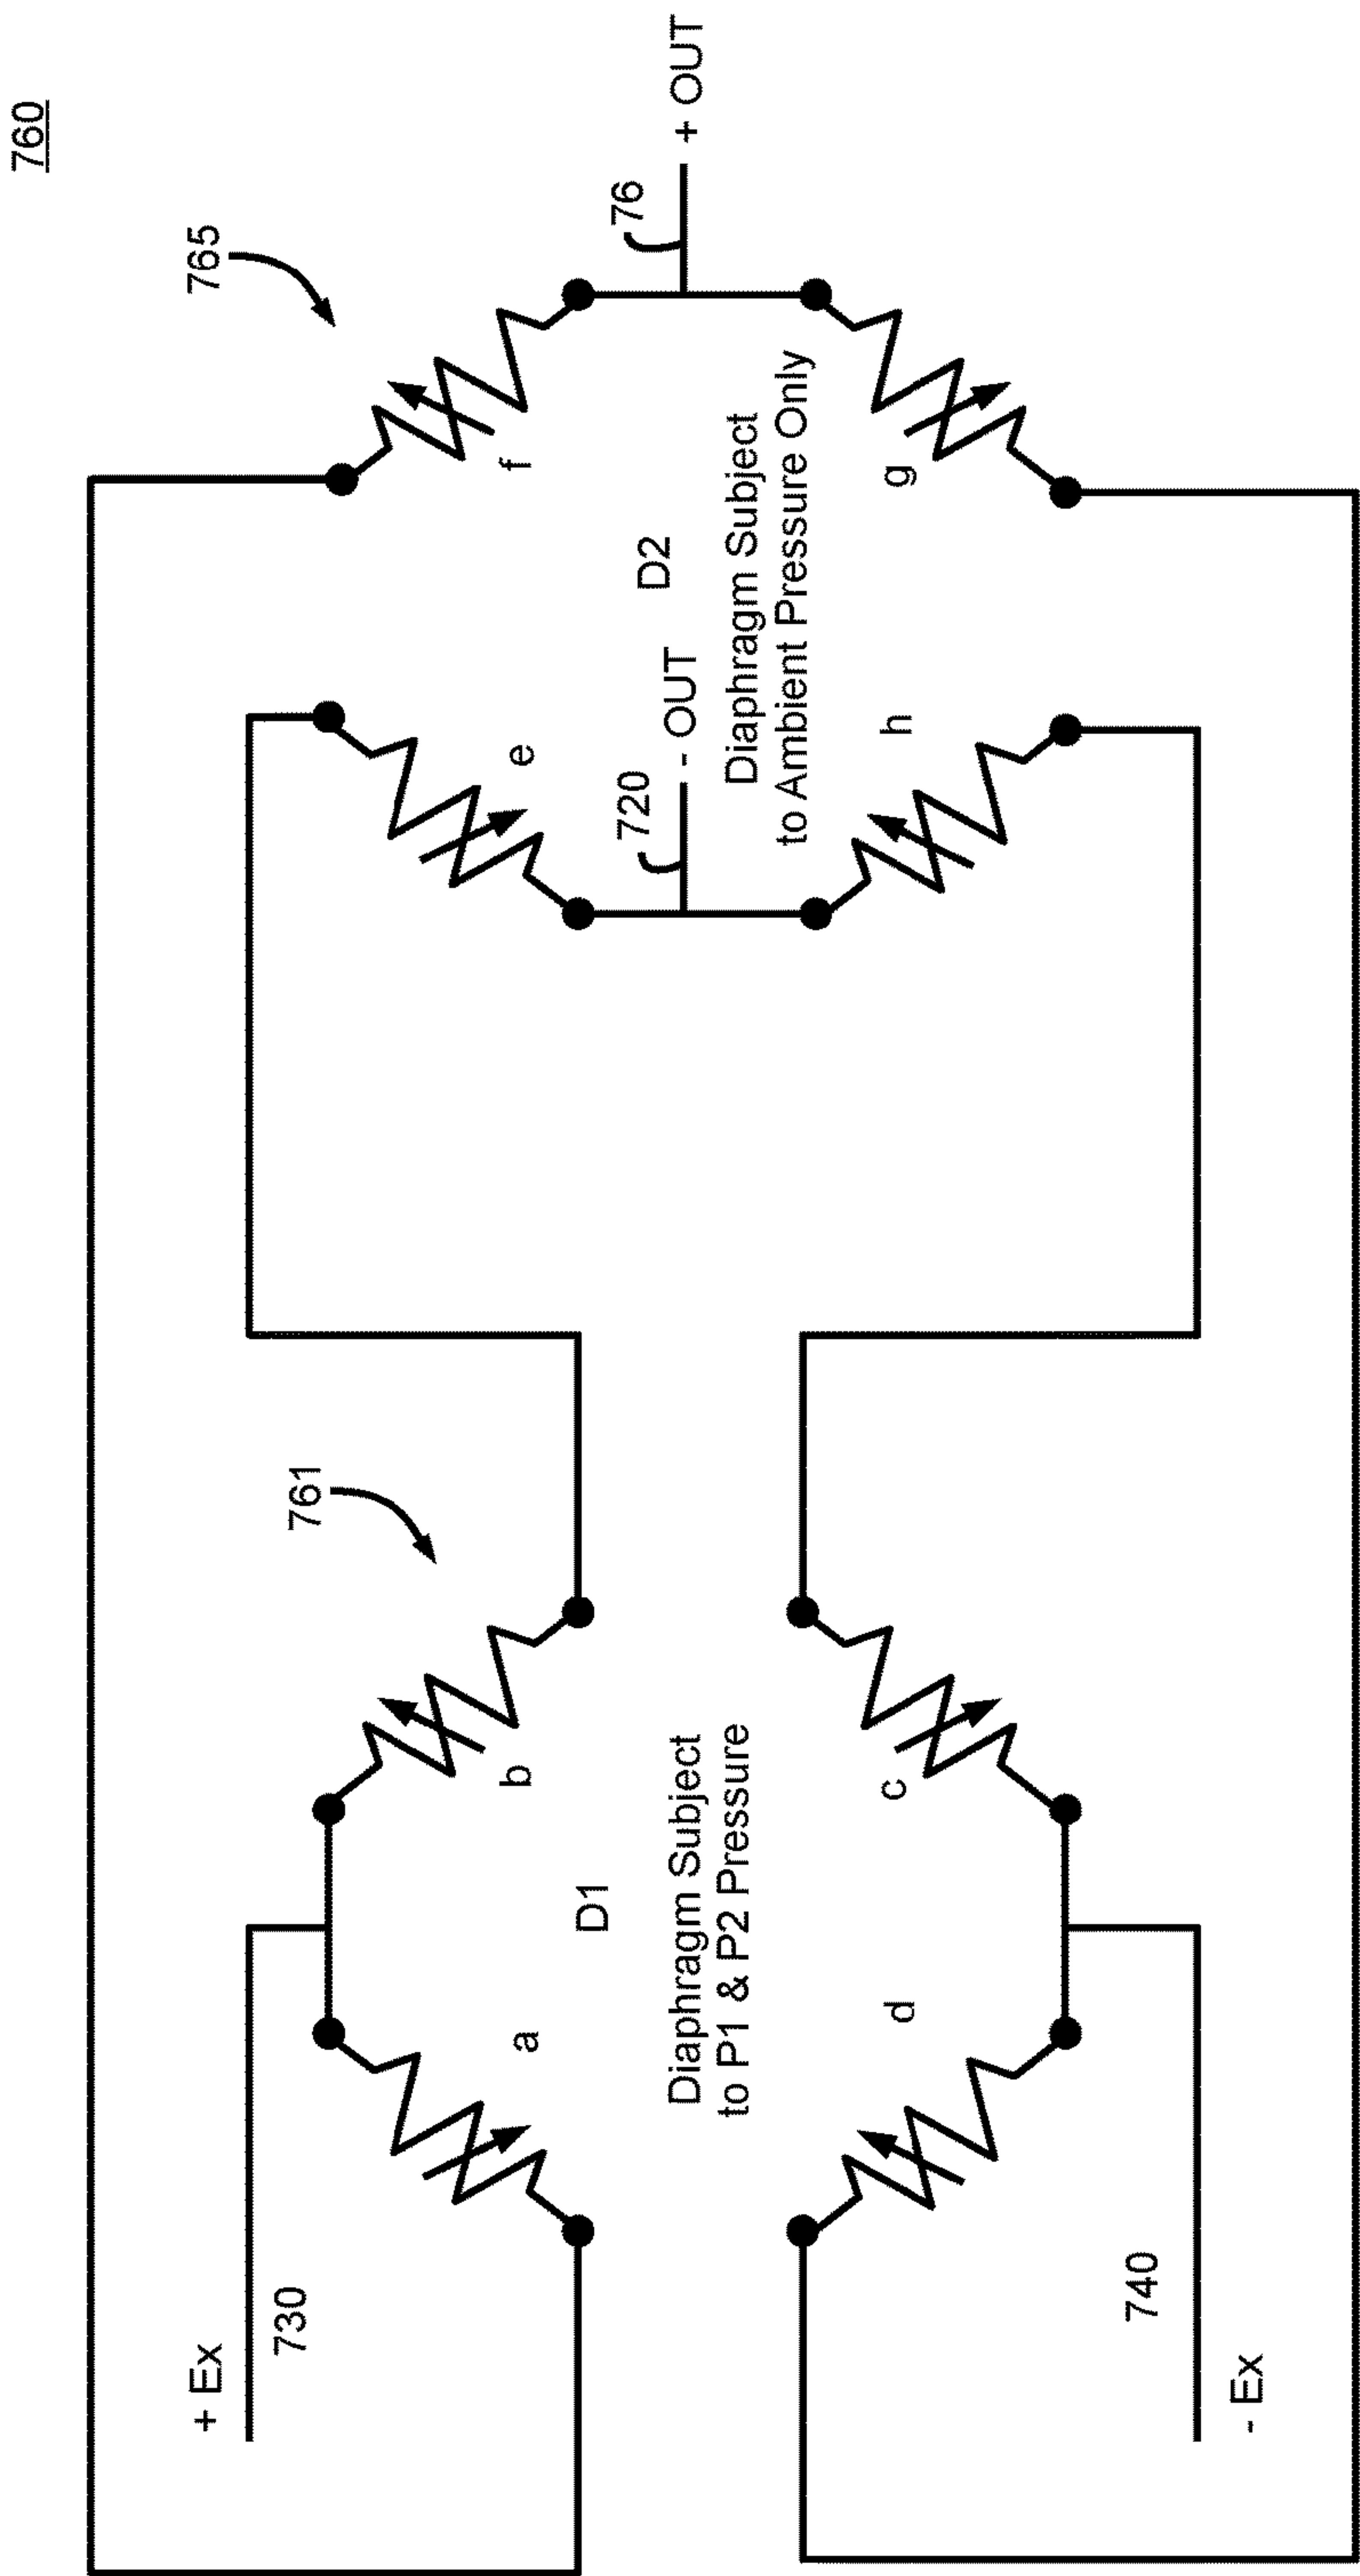 760
765
76
+ OUT
f
e
720
- OUT
D2
Diaphragm Subject
to Ambient Pressure Only
g
h
761
b
a
D1
Diaphragm Subject
to P1 & P2 Pressure
c
d
+ Ex
730
740
- Ex